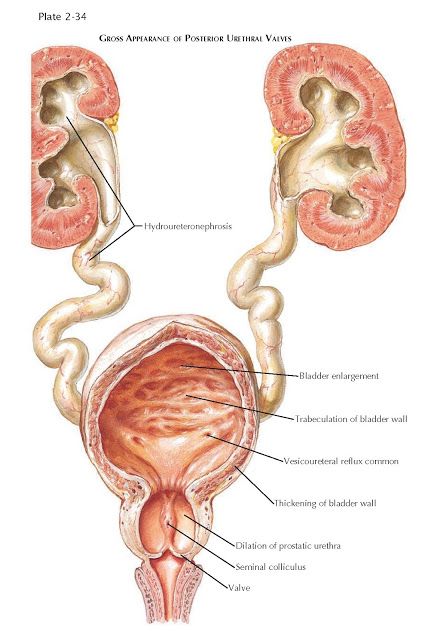 Plate 2-34
Gross Appearance of Posterior Urethral Valves
Hydroureteronephrosis
Bladder enlargement
Trabeculation of bladder wall
Vesicoureteral reflux common
Thickening of bladder wall
Dilation of prostatic urethra
Seminal colliculus
Valve